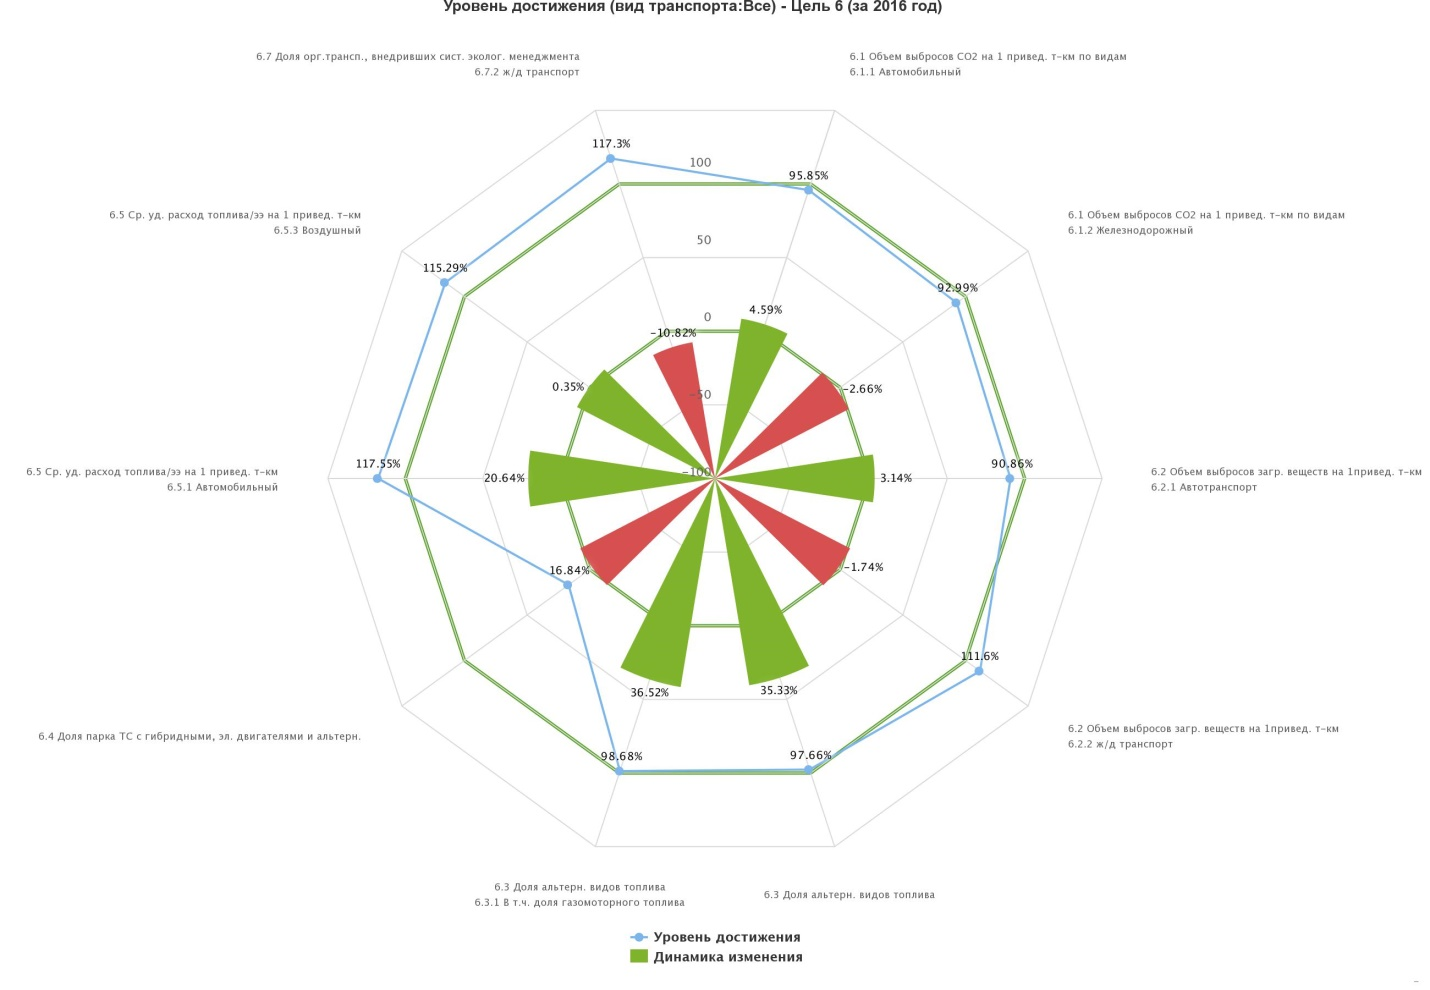 Уровень достижения (вид транспорта:Все) - Цель 6 (за 2016 год)
6.7 Доля орг.трансп., внедривших сист. эколог. менеджмента
6.7.2 ж/д транспорт
6.1 Объем выбросов СО2 на 1 привед. т-км по видам
6.1.1 Автомобильный
117.3%
100
95.85%
6.5 Ср. уд. расход топлива/ээ на 1 привед. т-км
6.5.3 Воздушный
6.1 Объем выбросов СО2 на 1 привед. т-км по видам
6.1.2 Железнодорожный
50
115.29%
92.99%
4.59%
0
-10.82%
0.35%
-2.66%
-50
117.55%
90.86%
6.5 Ср. уд. расход топлива/ээ на 1 привед. т-км
6.5.1 Автомобильный
-100
20.64%
3.14%
6.2 Объем выбросов загр. веществ на 1привед. т-км
6.2.1 Автотранспорт
16.84%
-1.74%
111.6%
36.52%
35.33%
6.4 Доля парка ТС с гибридными, эл. двигателями и альтерн.
6.2 Объем выбросов загр. веществ на 1привед. т-км
6.2.2 ж/д транспорт
98.68%
97.66%
6.3 Доля альтерн. видов топлива
6.3.1 В т.ч. доля газомоторного топлива
6.3 Доля альтерн. видов топлива
Уровень достижения
Динамика изменения